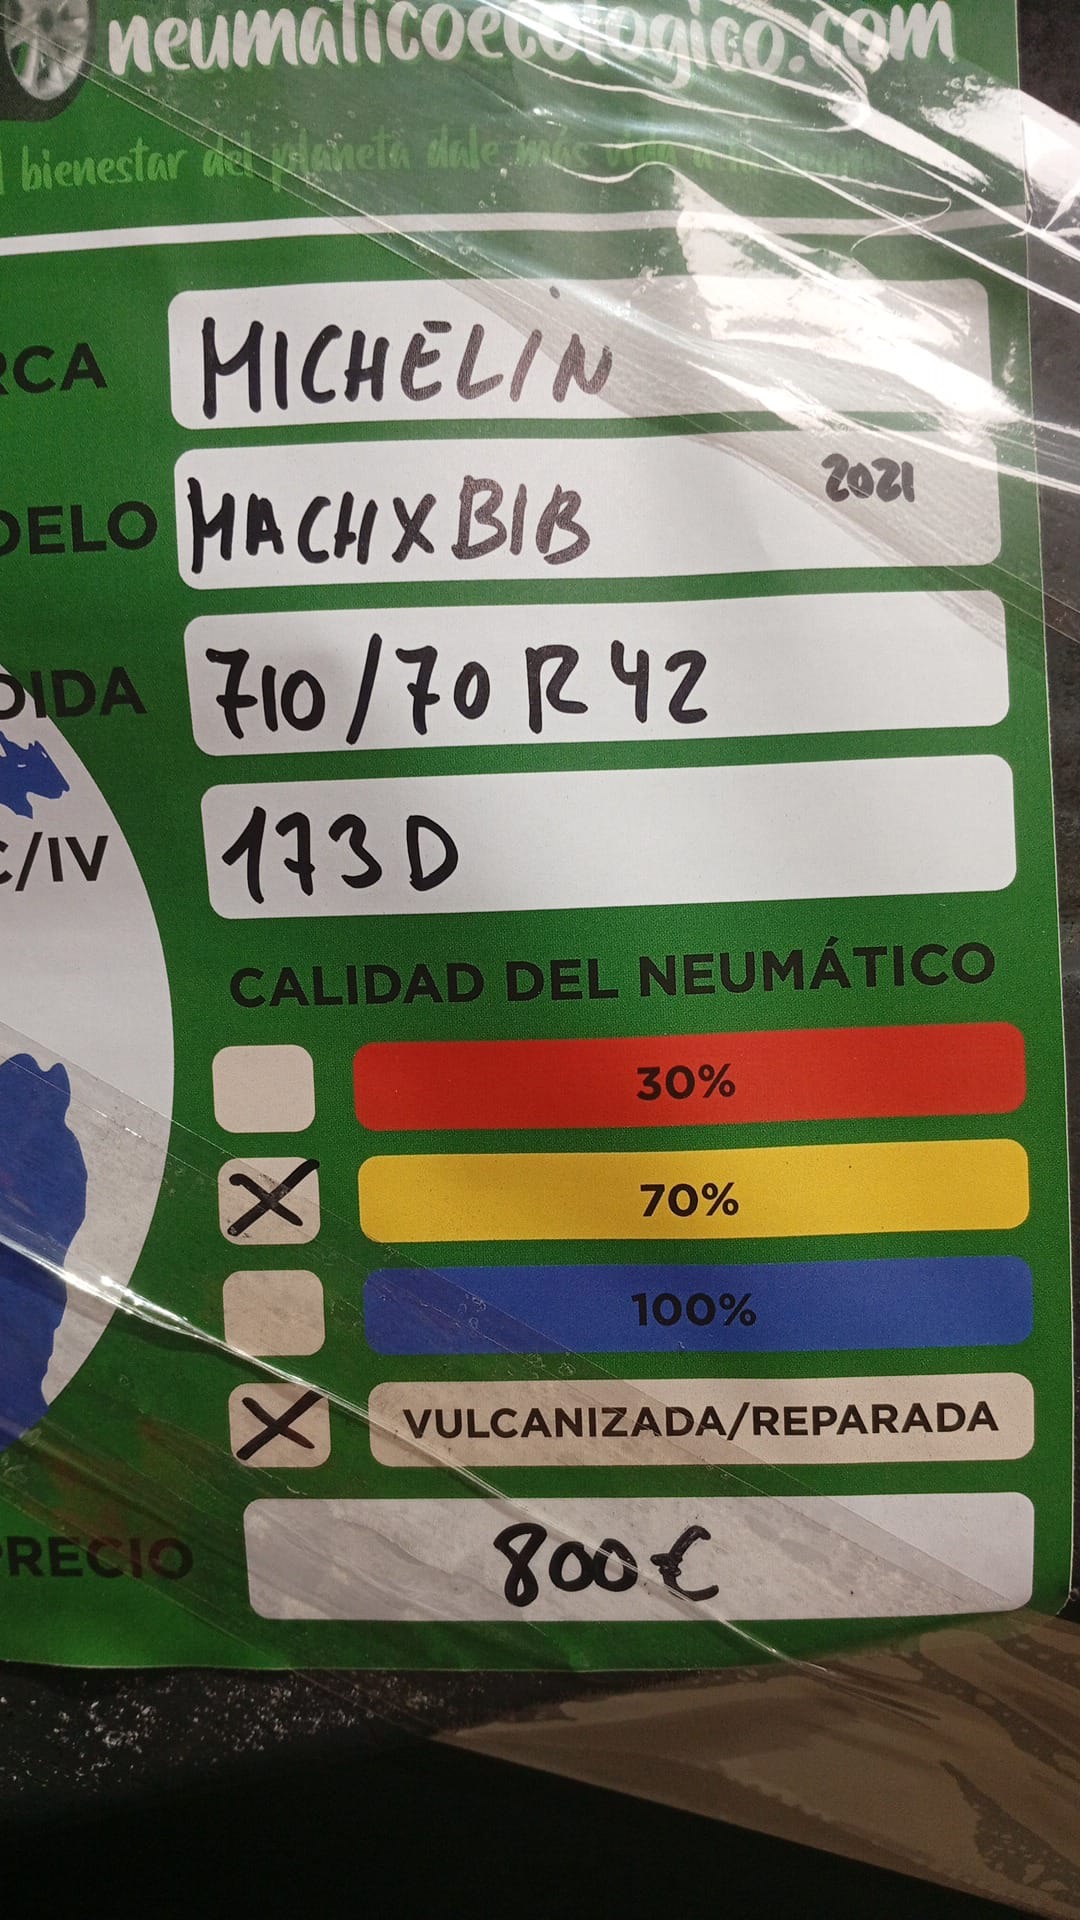 neumaticoecologico.com
bienestar del planeta dale más vida a tu
RCA MICHELIN
DELO MACHXBIB 2021
DIDA 710/70 R 42
C/IV 173 D
CALIDAD DEL NEUMÁTICO
30%
X 70%
100%
X VULCANIZADA/REPARADA
PRECIO 800 €